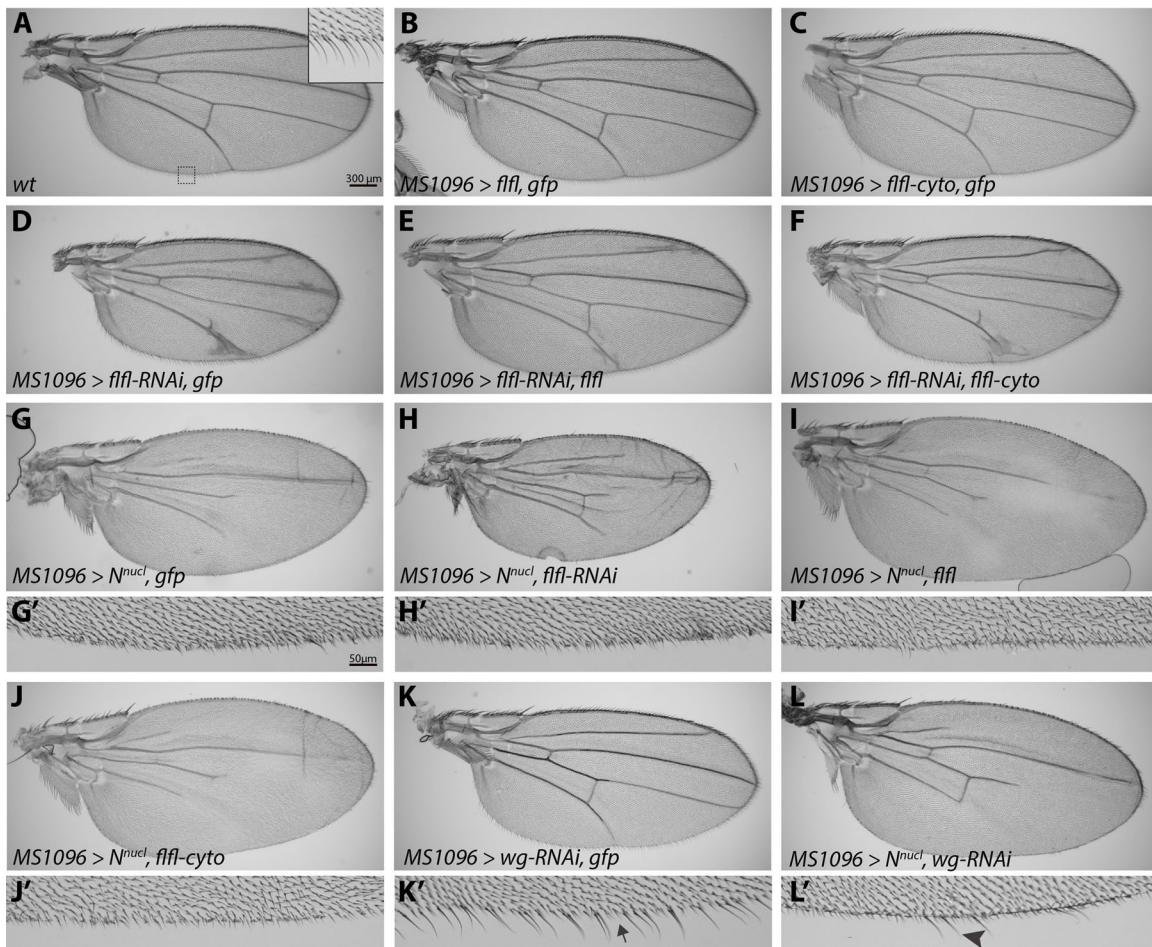 A
wt
300 µm
B
MS1096 > flfl, gfp
C
MS1096 > flfl-cyto, gfp
D
MS1096 > flfl-RNAi, gfp
E
MS1096 > flfl-RNAi, flfl
F
MS1096 > flfl-RNAi, flfl-cyto
G
MS1096 > Nnucl, gfp
H
MS1096 > Nnucl, flfl-RNAi
I
MS1096 > Nnucl, flfl
G'
50µm
H'
I'
J
MS1096 > Nnucl, flfl-cyto
K
MS1096 > wg-RNAi, gfp
L
MS1096 > Nnucl, wg-RNAi
J'
K'
L'